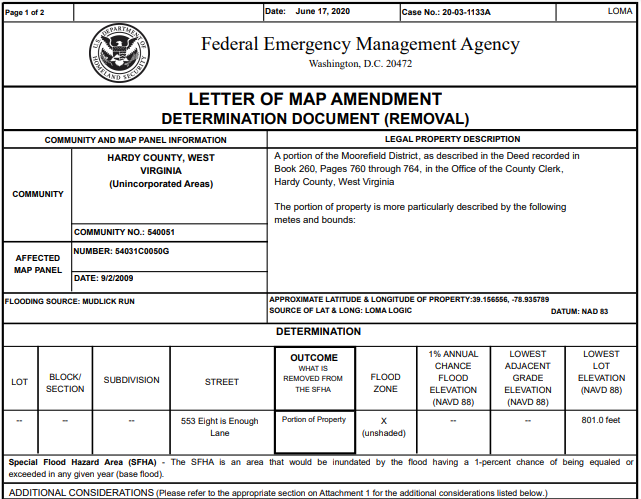 Page 1 of 2
Date: June 17, 2020
Case No.: 20-03-1133A
LOMA
Federal Emergency Management Agency
Washington, D.C. 20472
LETTER OF MAP AMENDMENT
DETERMINATION DOCUMENT (REMOVAL)
COMMUNITY AND MAP PANEL INFORMATION
LEGAL PROPERTY DESCRIPTION
COMMUNITY
HARDY COUNTY, WEST
VIRGINIA
(Unincorporated Areas)
COMMUNITY NO.: 540051
A portion of the Moorefield District, as described in the Deed recorded in
Book 260, Pages 760 through 764, in the Office of the County Clerk,
Hardy County, West Virginia
The portion of property is more particularly described by the following
metes and bounds:
AFFECTED
MAP PANEL
NUMBER: 54031C0050G
DATE: 9/2/2009
FLOODING SOURCE: MUDLICK RUN
APPROXIMATE LATITUDE & LONGITUDE OF PROPERTY:39.156556, -78.935789
SOURCE OF LAT & LONG: LOMA LOGIC
DATUM: NAD 83
DETERMINATION
LOT
BLOCK/
SECTION
SUBDIVISION
STREET
OUTCOME
WHAT IS
REMOVED FROM
THE SFHA
FLOOD
ZONE
1% ANNUAL
CHANCE
FLOOD
ELEVATION
(NAVD 88)
LOWEST
ADJACENT
GRADE
ELEVATION
(NAVD 88)
LOWEST
LOT
ELEVATION
(NAVD 88)
--
--
--
553 Eight is Enough
Lane
Portion of Property
X
(unshaded)
--
--
801.0 feet
Special Flood Hazard Area (SFHA) - The SFHA is an area that would be inundated by the flood having a 1-percent chance of being equaled or
exceeded in any given year (base flood).
ADDITIONAL CONSIDERATIONS (Please refer to the appropriate section on Attachment 1 for the additional considerations listed below.)